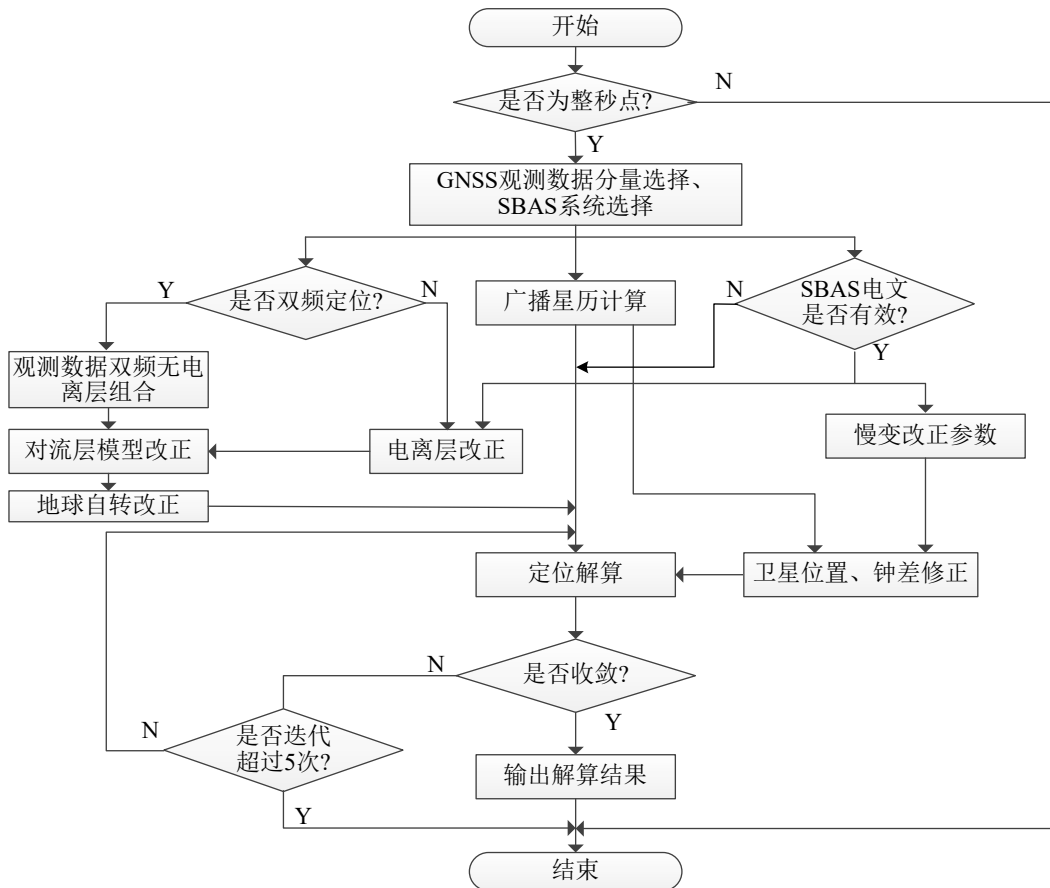 开始
是否为整秒点?
N
Y
GNSS观测数据分量选择、
SBAS系统选择
Y
是否双频定位?
N
广播星历计算
N
SBAS电文
是否有效?
Y
观测数据双频无电
离层组合
对流层模型改正
电离层改正
慢变改正参数
地球自转改正
定位解算
卫星位置、钟差修正
N
是否收敛?
Y
N
是否迭代
超过5次?
Y
输出解算结果
结束